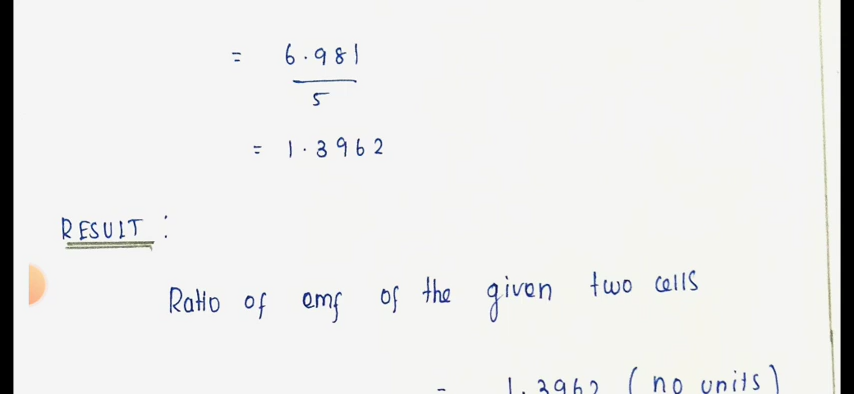 = 6.981
5
= 1.3962
RESULT :
Ratio of emf of the given two cells
= 1.3962 (no units)